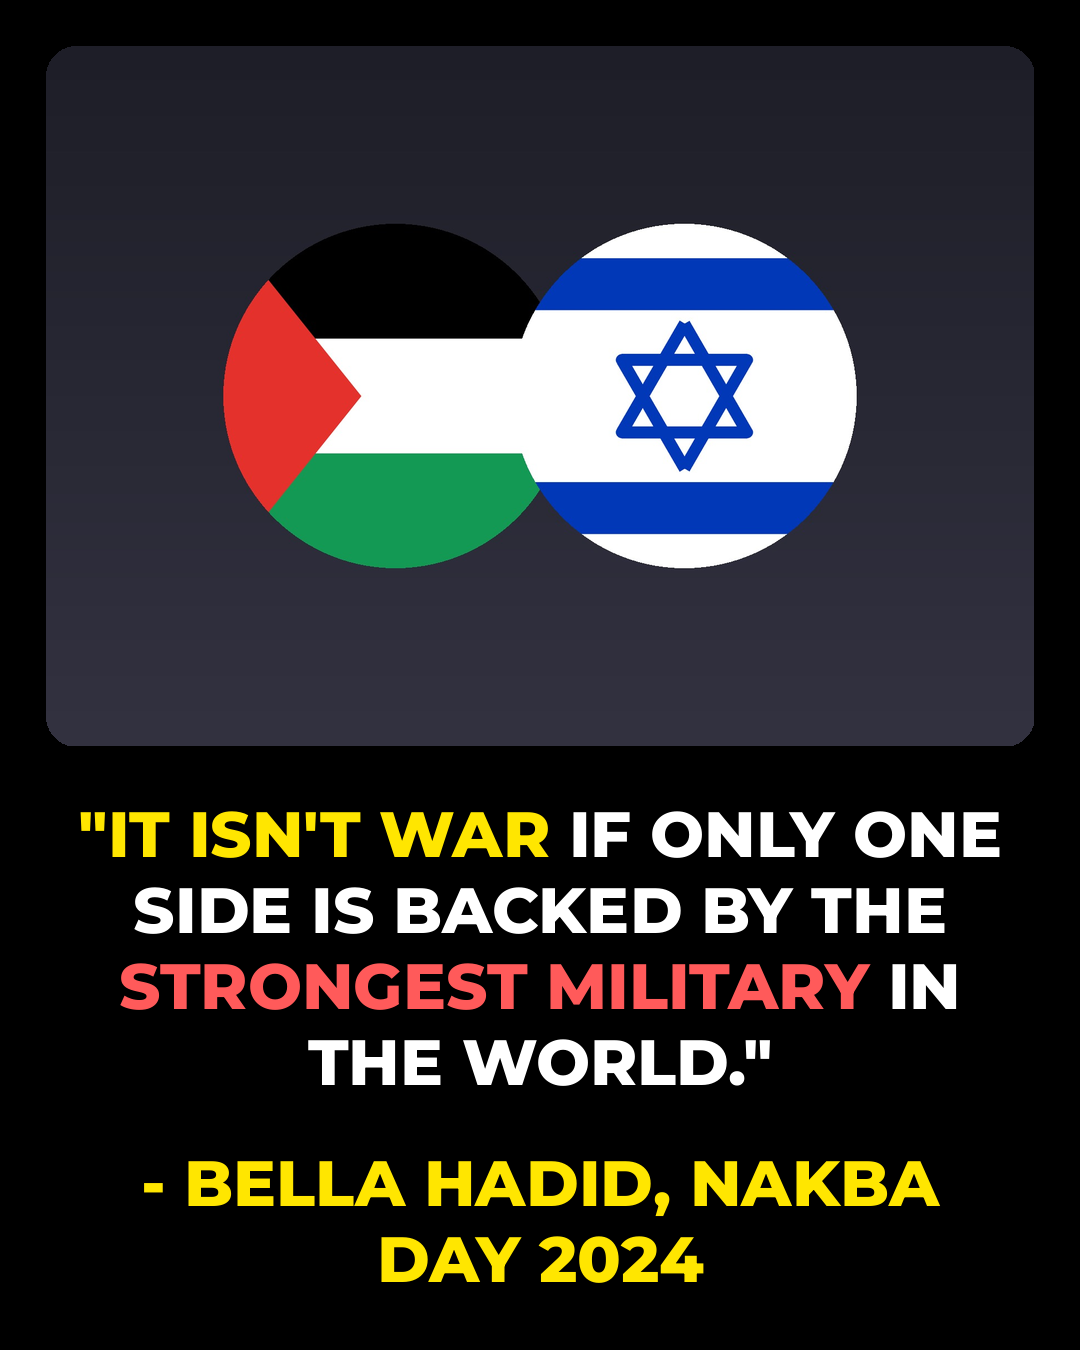 "IT ISN'T WAR IF ONLY ONE
SIDE IS BACKED BY THE
STRONGEST MILITARY IN
THE WORLD."
- BELLA HADID, NAKBA
DAY 2024